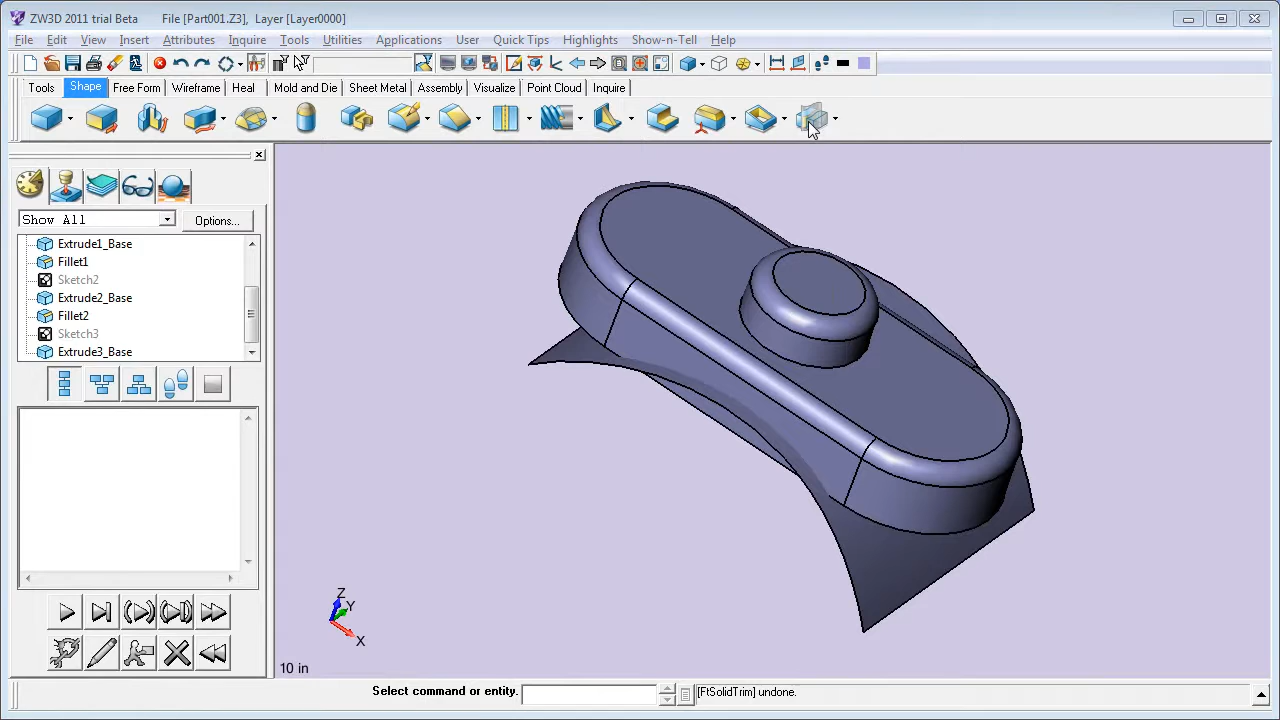 ZW3D 2011 trial Beta File [Part001.Z3], Layer [Layer0000]
File Edit View Insert Attributes Inquire Tools Utilities Applications User Quick Tips Highlights Show-n-Tell Help
Tools Shape Free Form Wireframe Heal Mold and Die Sheet Metal Assembly Visualize Point Cloud Inquire
Show All Options...
Extrude1_Base
Fillet1
Sketch2
Extrude2_Base
Fillet2
Sketch3
Extrude3_Base
Z
Y
X
10 in
Select command or entity. [FtSolidTrim] undone.